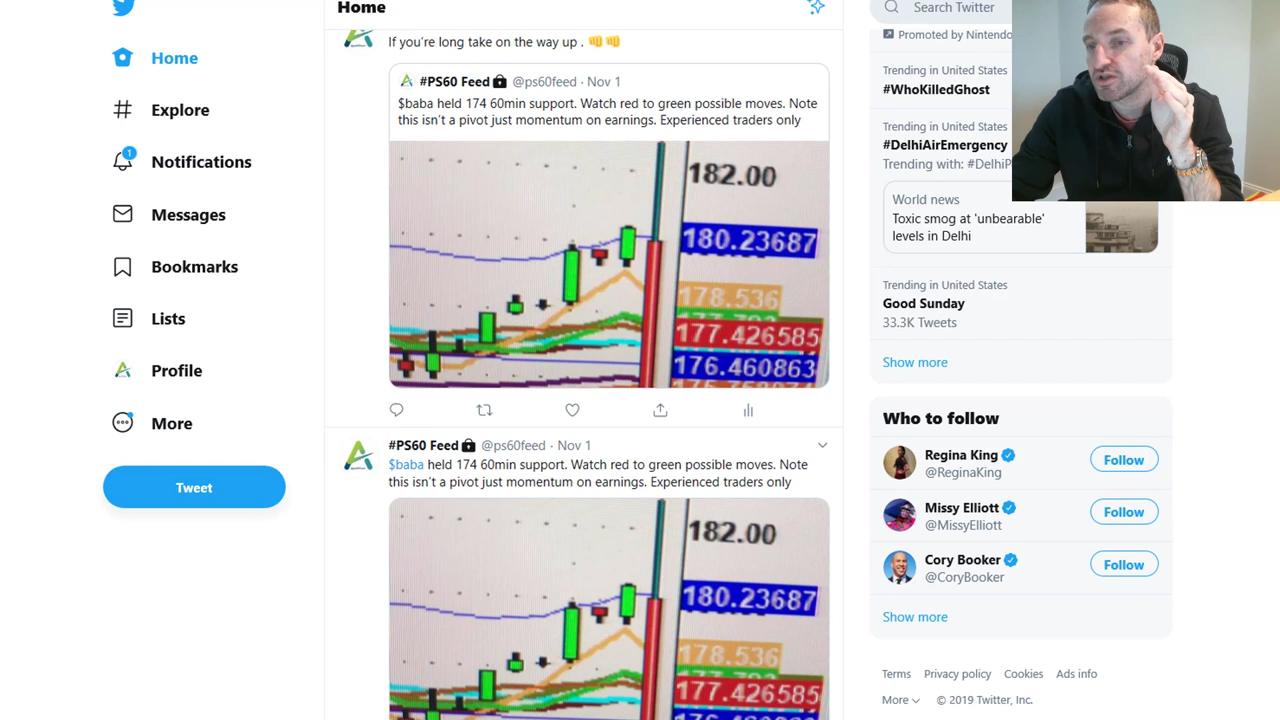 Home
Home
Explore
1
Notifications
Messages
Bookmarks
Lists
Profile
More
Tweet
If you're long take on the way up . 👊👊
#PS60 Feed @ps60feed · Nov 1
$baba held 174 60min support. Watch red to green possible moves. Note
this isn't a pivot just momentum on earnings. Experienced traders only
182.00
180.23687
178.536
177.426585
176.460863
#PS60 Feed @ps60feed · Nov 1
$baba held 174 60min support. Watch red to green possible moves. Note
this isn't a pivot just momentum on earnings. Experienced traders only
182.00
180.23687
178.536
177.426585
Search Twitter
Promoted by Nintendo
Trending in United States
#WhoKilledGhost
Trending in United States
#DelhiAirEmergency
Trending with: #DelhiP
World news
Toxic smog at 'unbearable'
levels in Delhi
Trending in United States
Good Sunday
33.3K Tweets
Show more
Who to follow
Regina King
@ReginaKing
Follow
Missy Elliott
@MissyElliott
Follow
Cory Booker
@CoryBooker
Follow
Show more
Terms Privacy policy Cookies Ads info
More © 2019 Twitter, Inc.